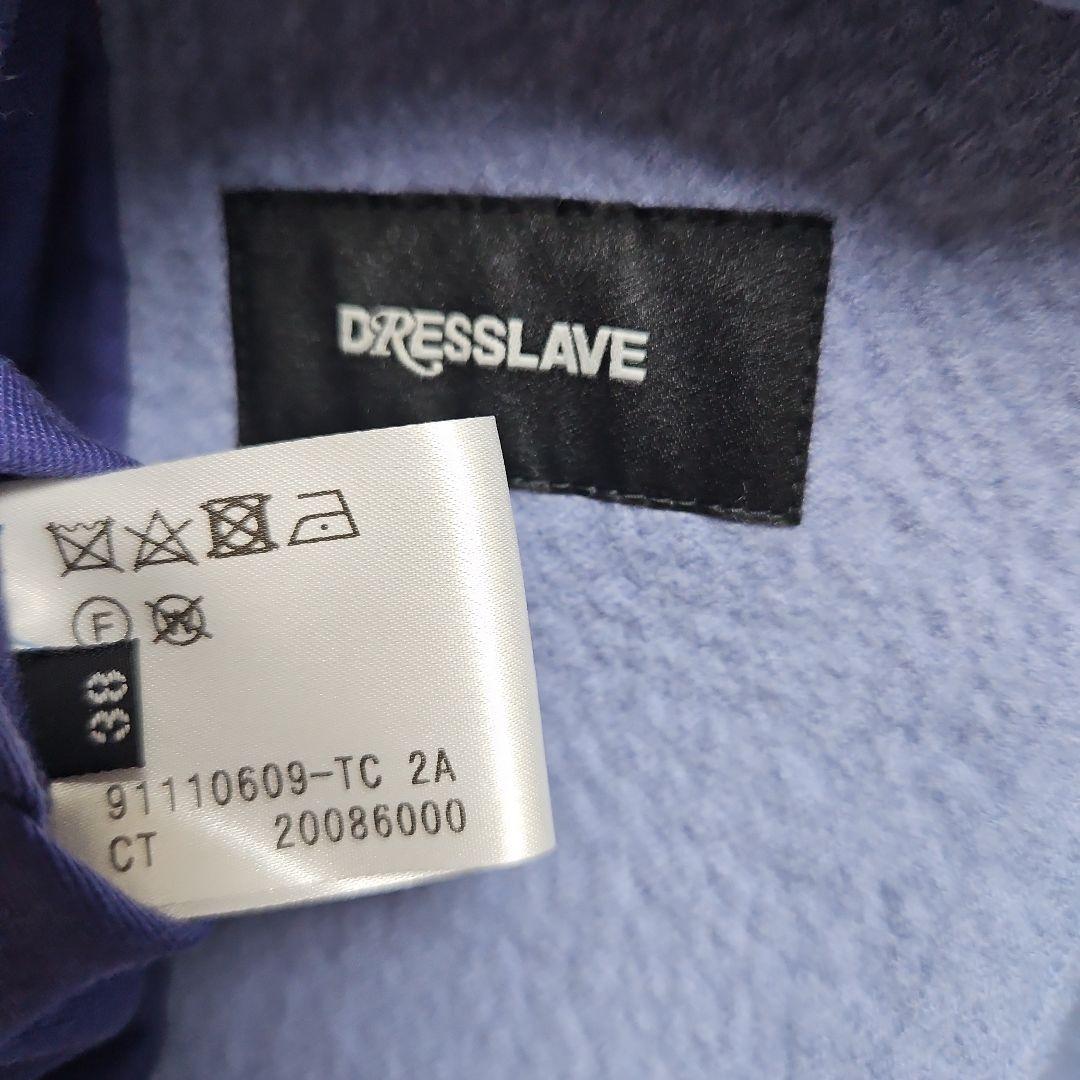 DRESSLAVE
F
38
91110609-TC 2A
CT 20086000